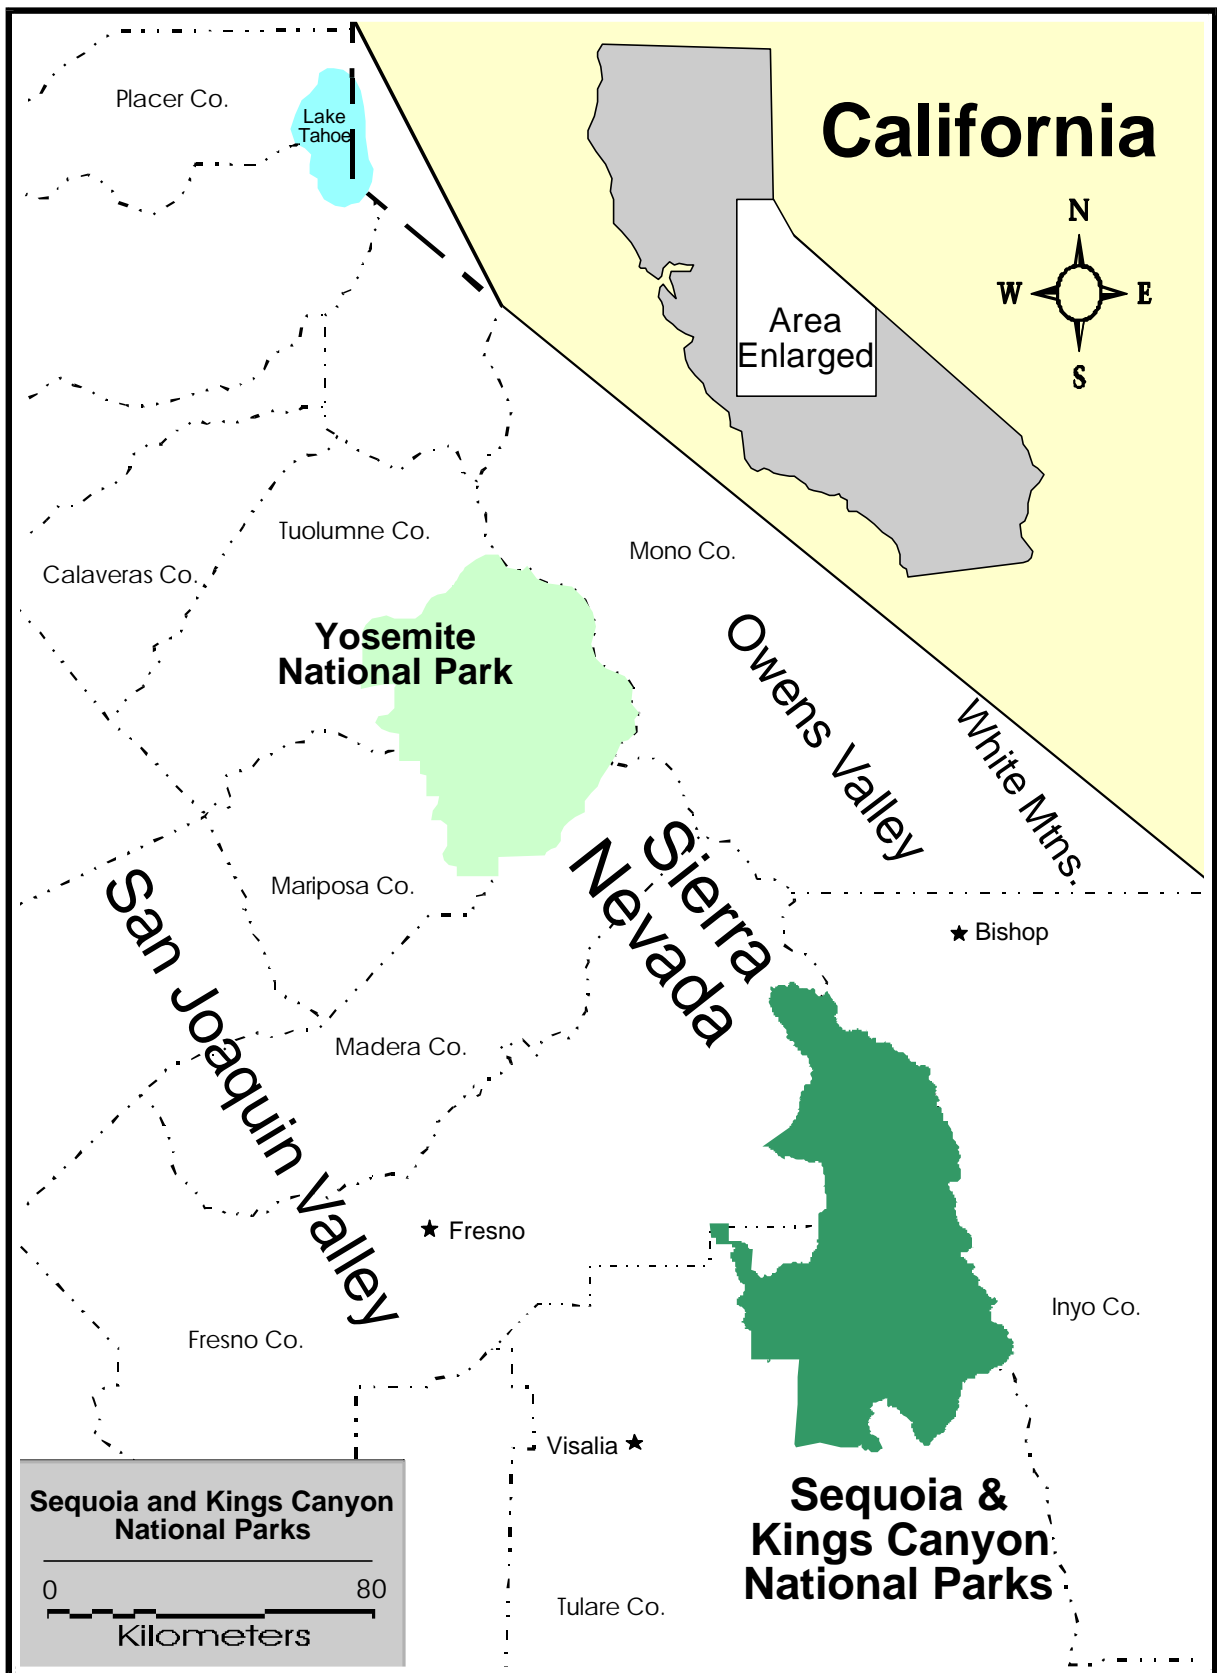 Placer Co.
Lake
Tahoe
California
N
W
E
S
Area
Enlarged
Tuolumne Co.
Mono Co.
Calaveras Co.
Yosemite
National Park
Owens Valley
White Mtns.
Sierra
Nevada
San Joaquin Valley
Mariposa Co.
Bishop
Madera Co.
Fresno
Inyo Co.
Fresno Co.
Visalia
Sequoia &
Kings Canyon
National Parks
Tulare Co.
Sequoia and Kings Canyon
National Parks
0 80
Kilometers